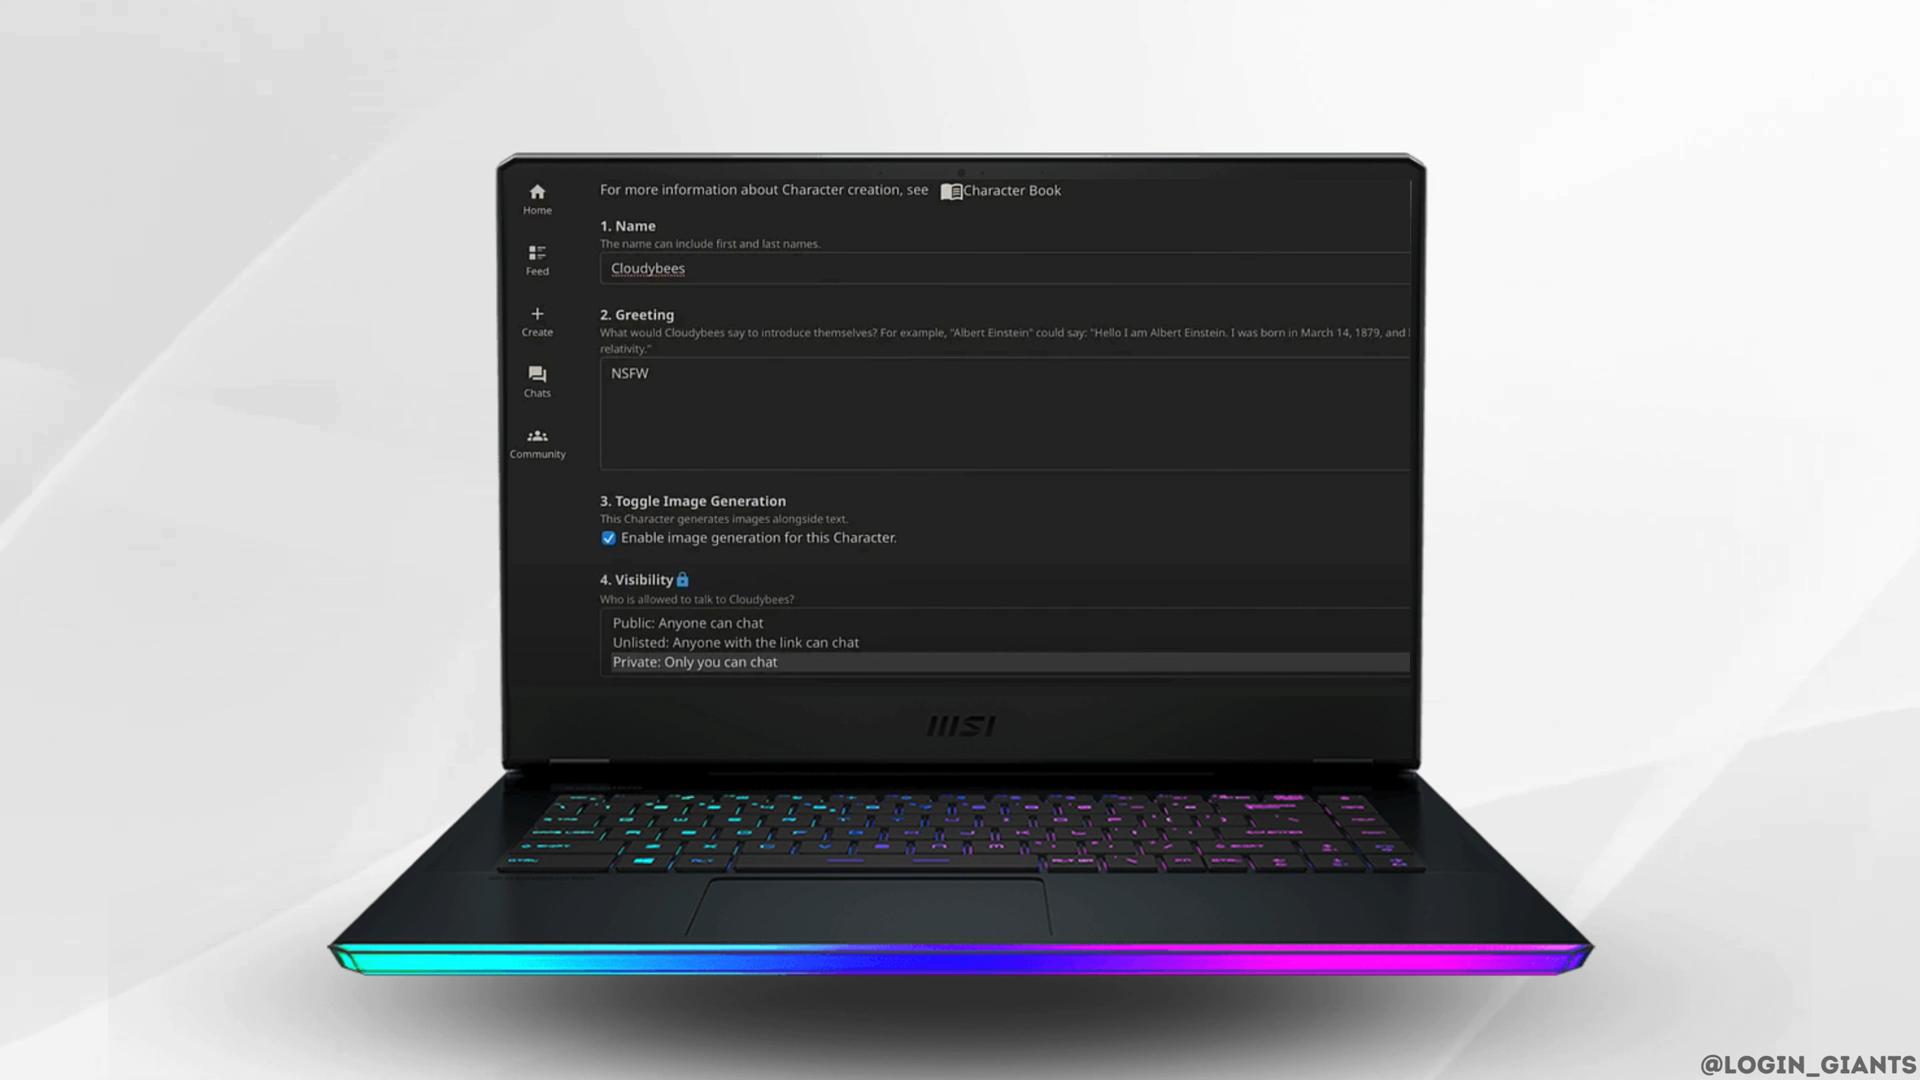 For more information about Character creation, see Character Book
Home
1. Name
The name can include first and last names.
Feed
Cloudybees
Create
2. Greeting
What would Cloudybees say to introduce themselves? For example, "Albert Einstein" could say: "Hello I am Albert Einstein. I was born in March 14, 1879, and
relativity."
NSFW
Chats
Community
3. Toggle Image Generation
This Character generates images alongside text.
Enable image generation for this Character.
4. Visibility
Who is allowed to talk to Cloudybees?
Public: Anyone can chat
Unlisted: Anyone with the link can chat
Private: Only you can chat
msi
@LOGIN_GIANTS